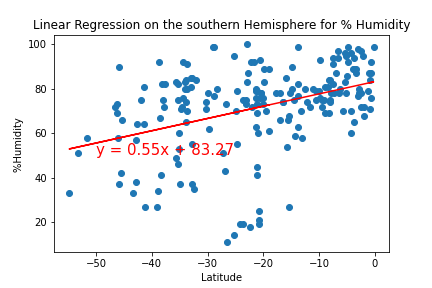 Linear Regression on the southern Hemisphere for % Humidity
100
80
60
40
20
%Humidity
y = 0.55x + 83.27
−50 −40 −30 −20 −10 0
Latitude